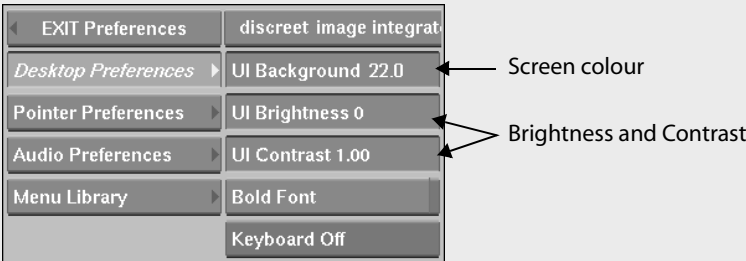 EXIT Preferences
discreet image integrat
Desktop Preferences
UI Background 22.0
Screen colour
Pointer Preferences
UI Brightness 0
Brightness and Contrast
Audio Preferences
UI Contrast 1.00
Menu Library
Bold Font
Keyboard Off